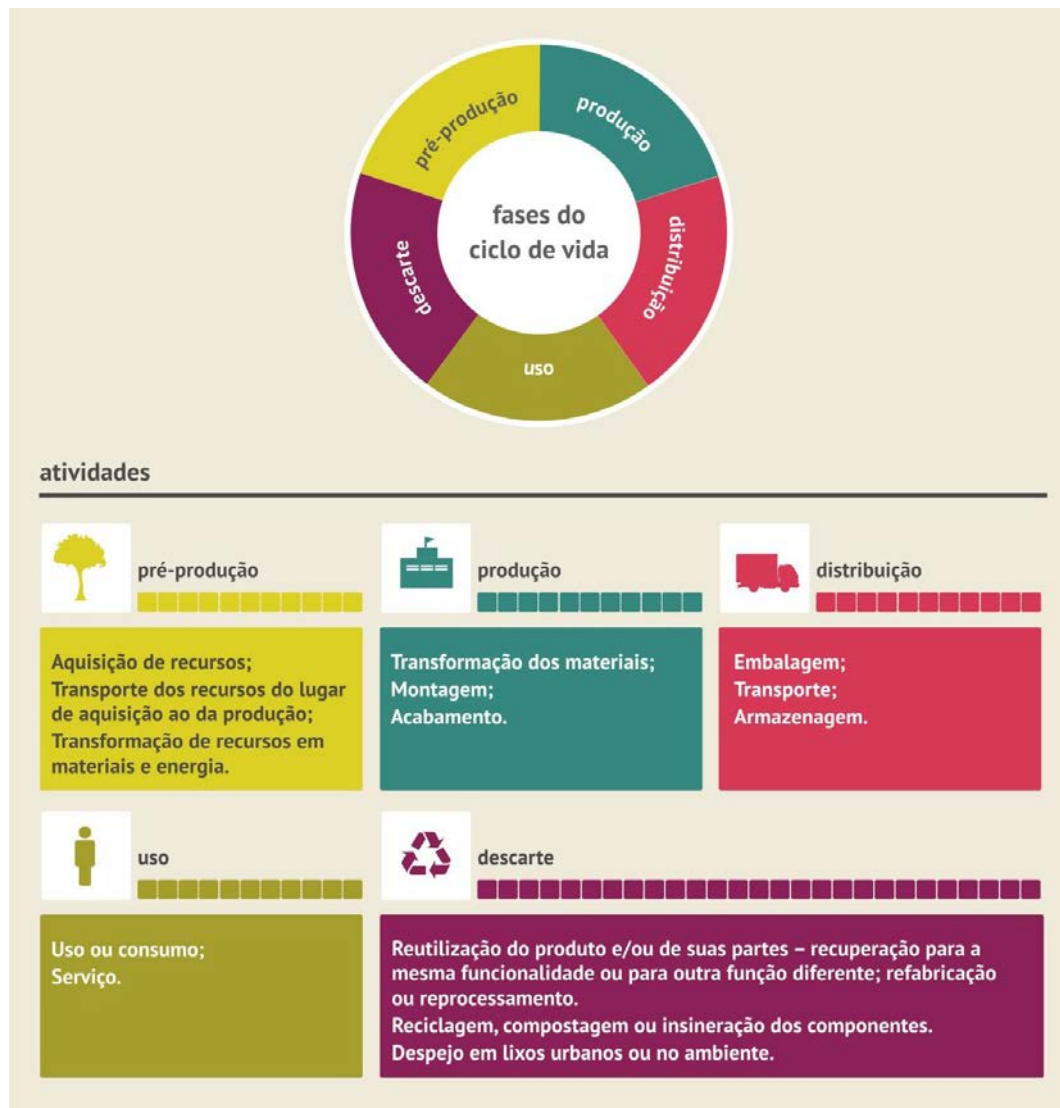 pré-produção
produção
distribuição
uso
descarte
fases do
ciclo de vida
atividades
pré-produção
Aquisição de recursos;
Transporte dos recursos do lugar
de aquisição ao da produção;
Transformação de recursos em
materiais e energia.
produção
Transformação dos materiais;
Montagem;
Acabamento.
distribuição
Embalagem;
Transporte;
Armazenagem.
uso
Uso ou consumo;
Serviço.
descarte
Reutilização do produto e/ou de suas partes – recuperação para a
mesma funcionalidade ou para outra função diferente; refabricação
ou reprocessamento.
Reciclagem, compostagem ou insineração dos componentes.
Despejo em lixos urbanos ou no ambiente.